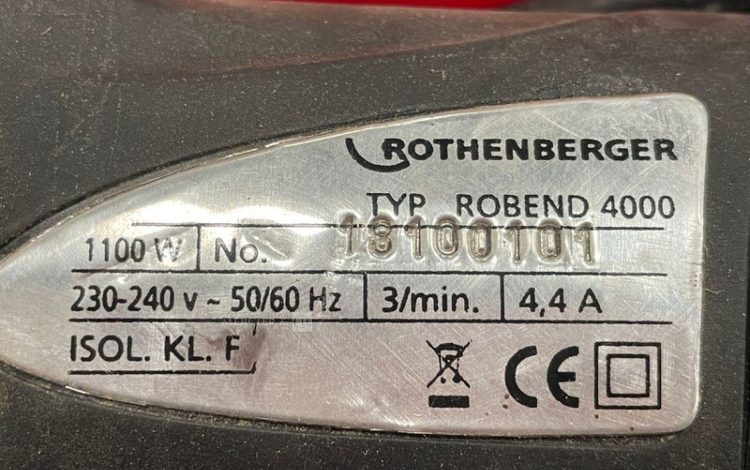 ROTHENBERGER
TYP ROBEND 4000
1100 W No. 18100101
230-240 v ~ 50/60 Hz 3/min. 4,4 A
ISOL. KL. F
CE